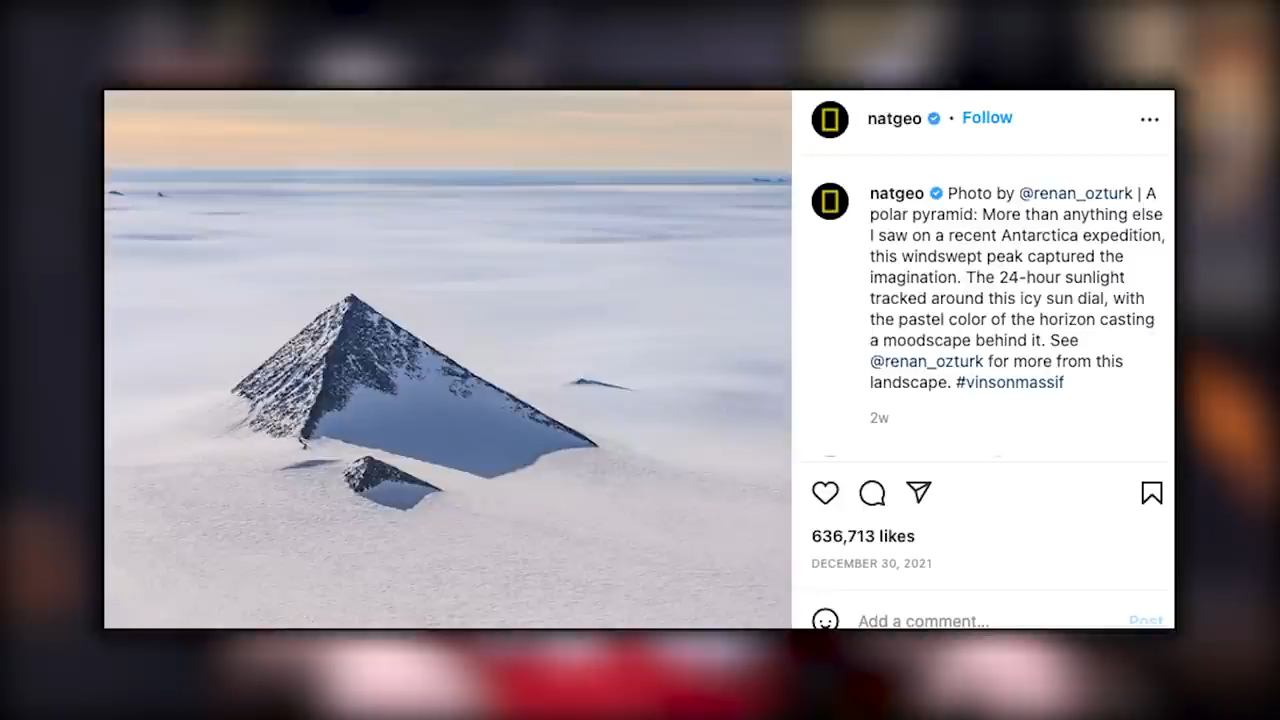 natgeo • Follow
natgeo Photo by @renan_ozturk | A
polar pyramid: More than anything else
I saw on a recent Antarctica expedition,
this windswept peak captured the
imagination. The 24-hour sunlight
tracked around this icy sun dial, with
the pastel color of the horizon casting
a moodscape behind it. See
@renan_ozturk for more from this
landscape. #vinsonmassif
2w
636,713 likes
DECEMBER 30, 2021
Add a comment... Post